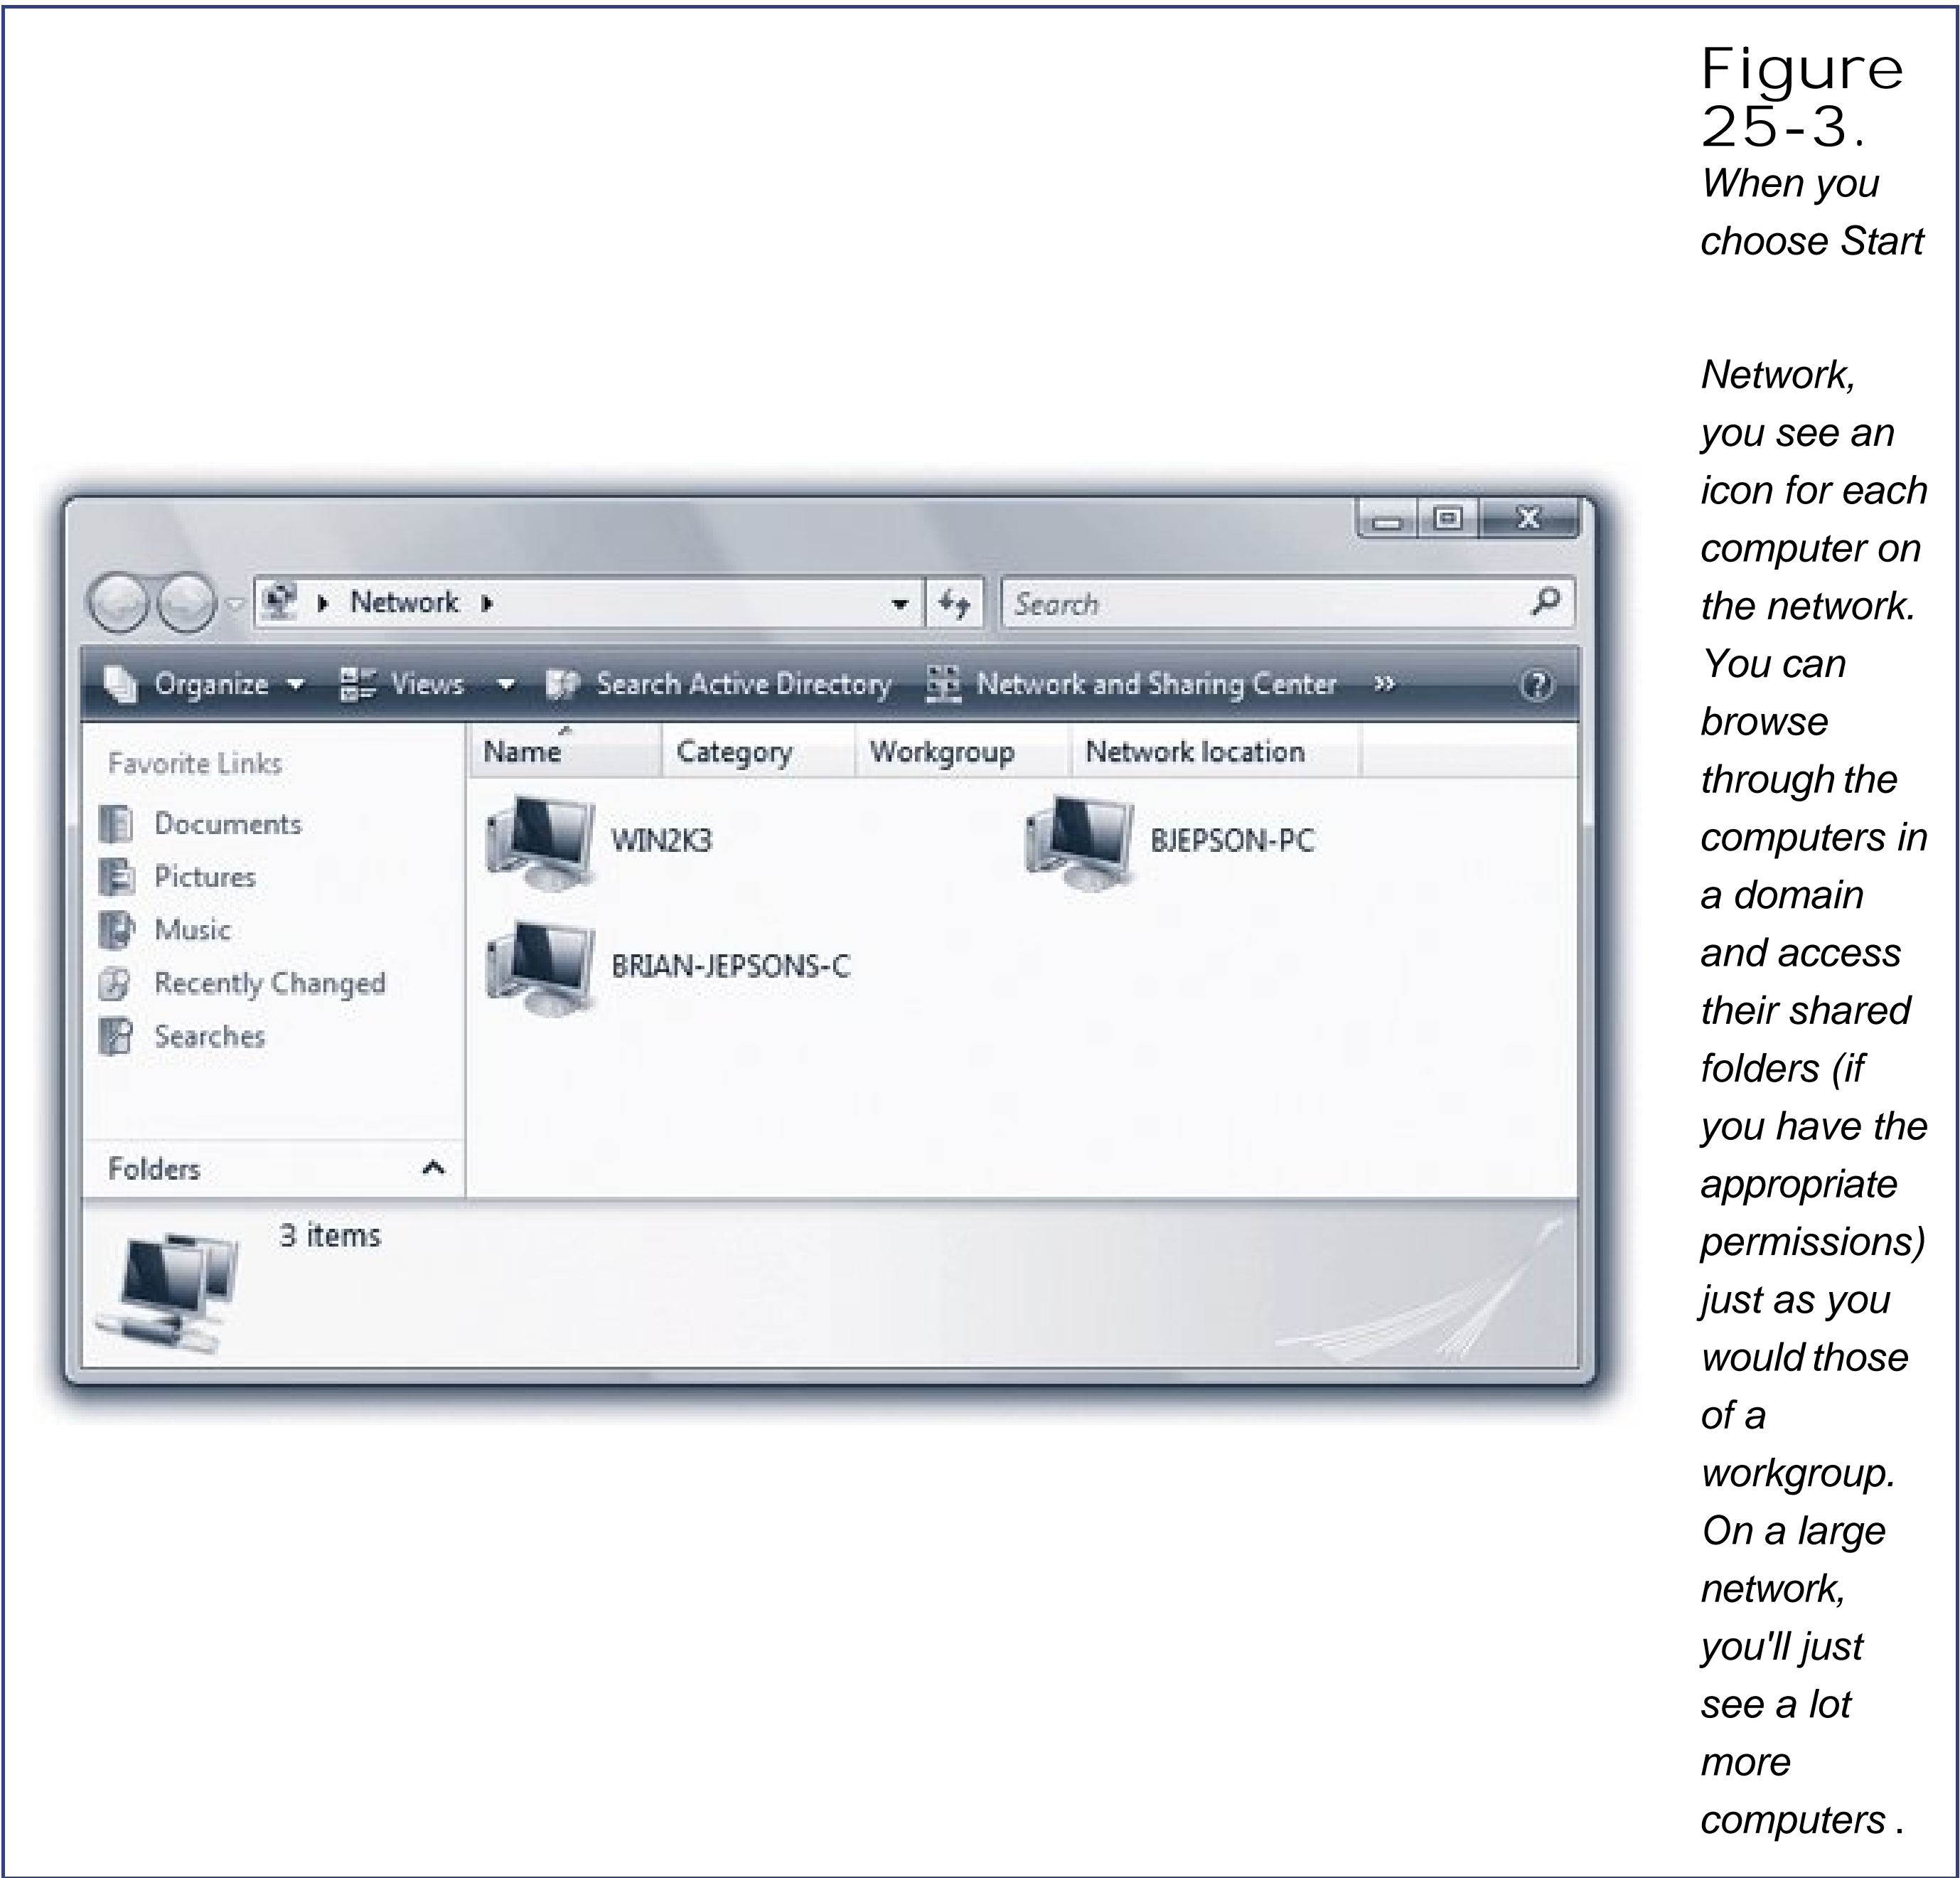 Figure
25-3.
When you
choose Start
Network,
you see an
icon for each
computer on
the network.
You can
browse
through the
computers in
a domain
and access
their shared
folders (if
you have the
appropriate
permissions)
just as you
would those
of a
workgroup.
On a large
network,
you'll just
see a lot
more
computers .
Network
Search
Organize Views Search Active Directory Network and Sharing Center »
Favorite Links
Documents
Pictures
Music
Recently Changed
Searches
Folders
Name Category Workgroup Network location
WIN2K3 BJEPSON-PC
BRIAN-JEPSONS-C
3 items